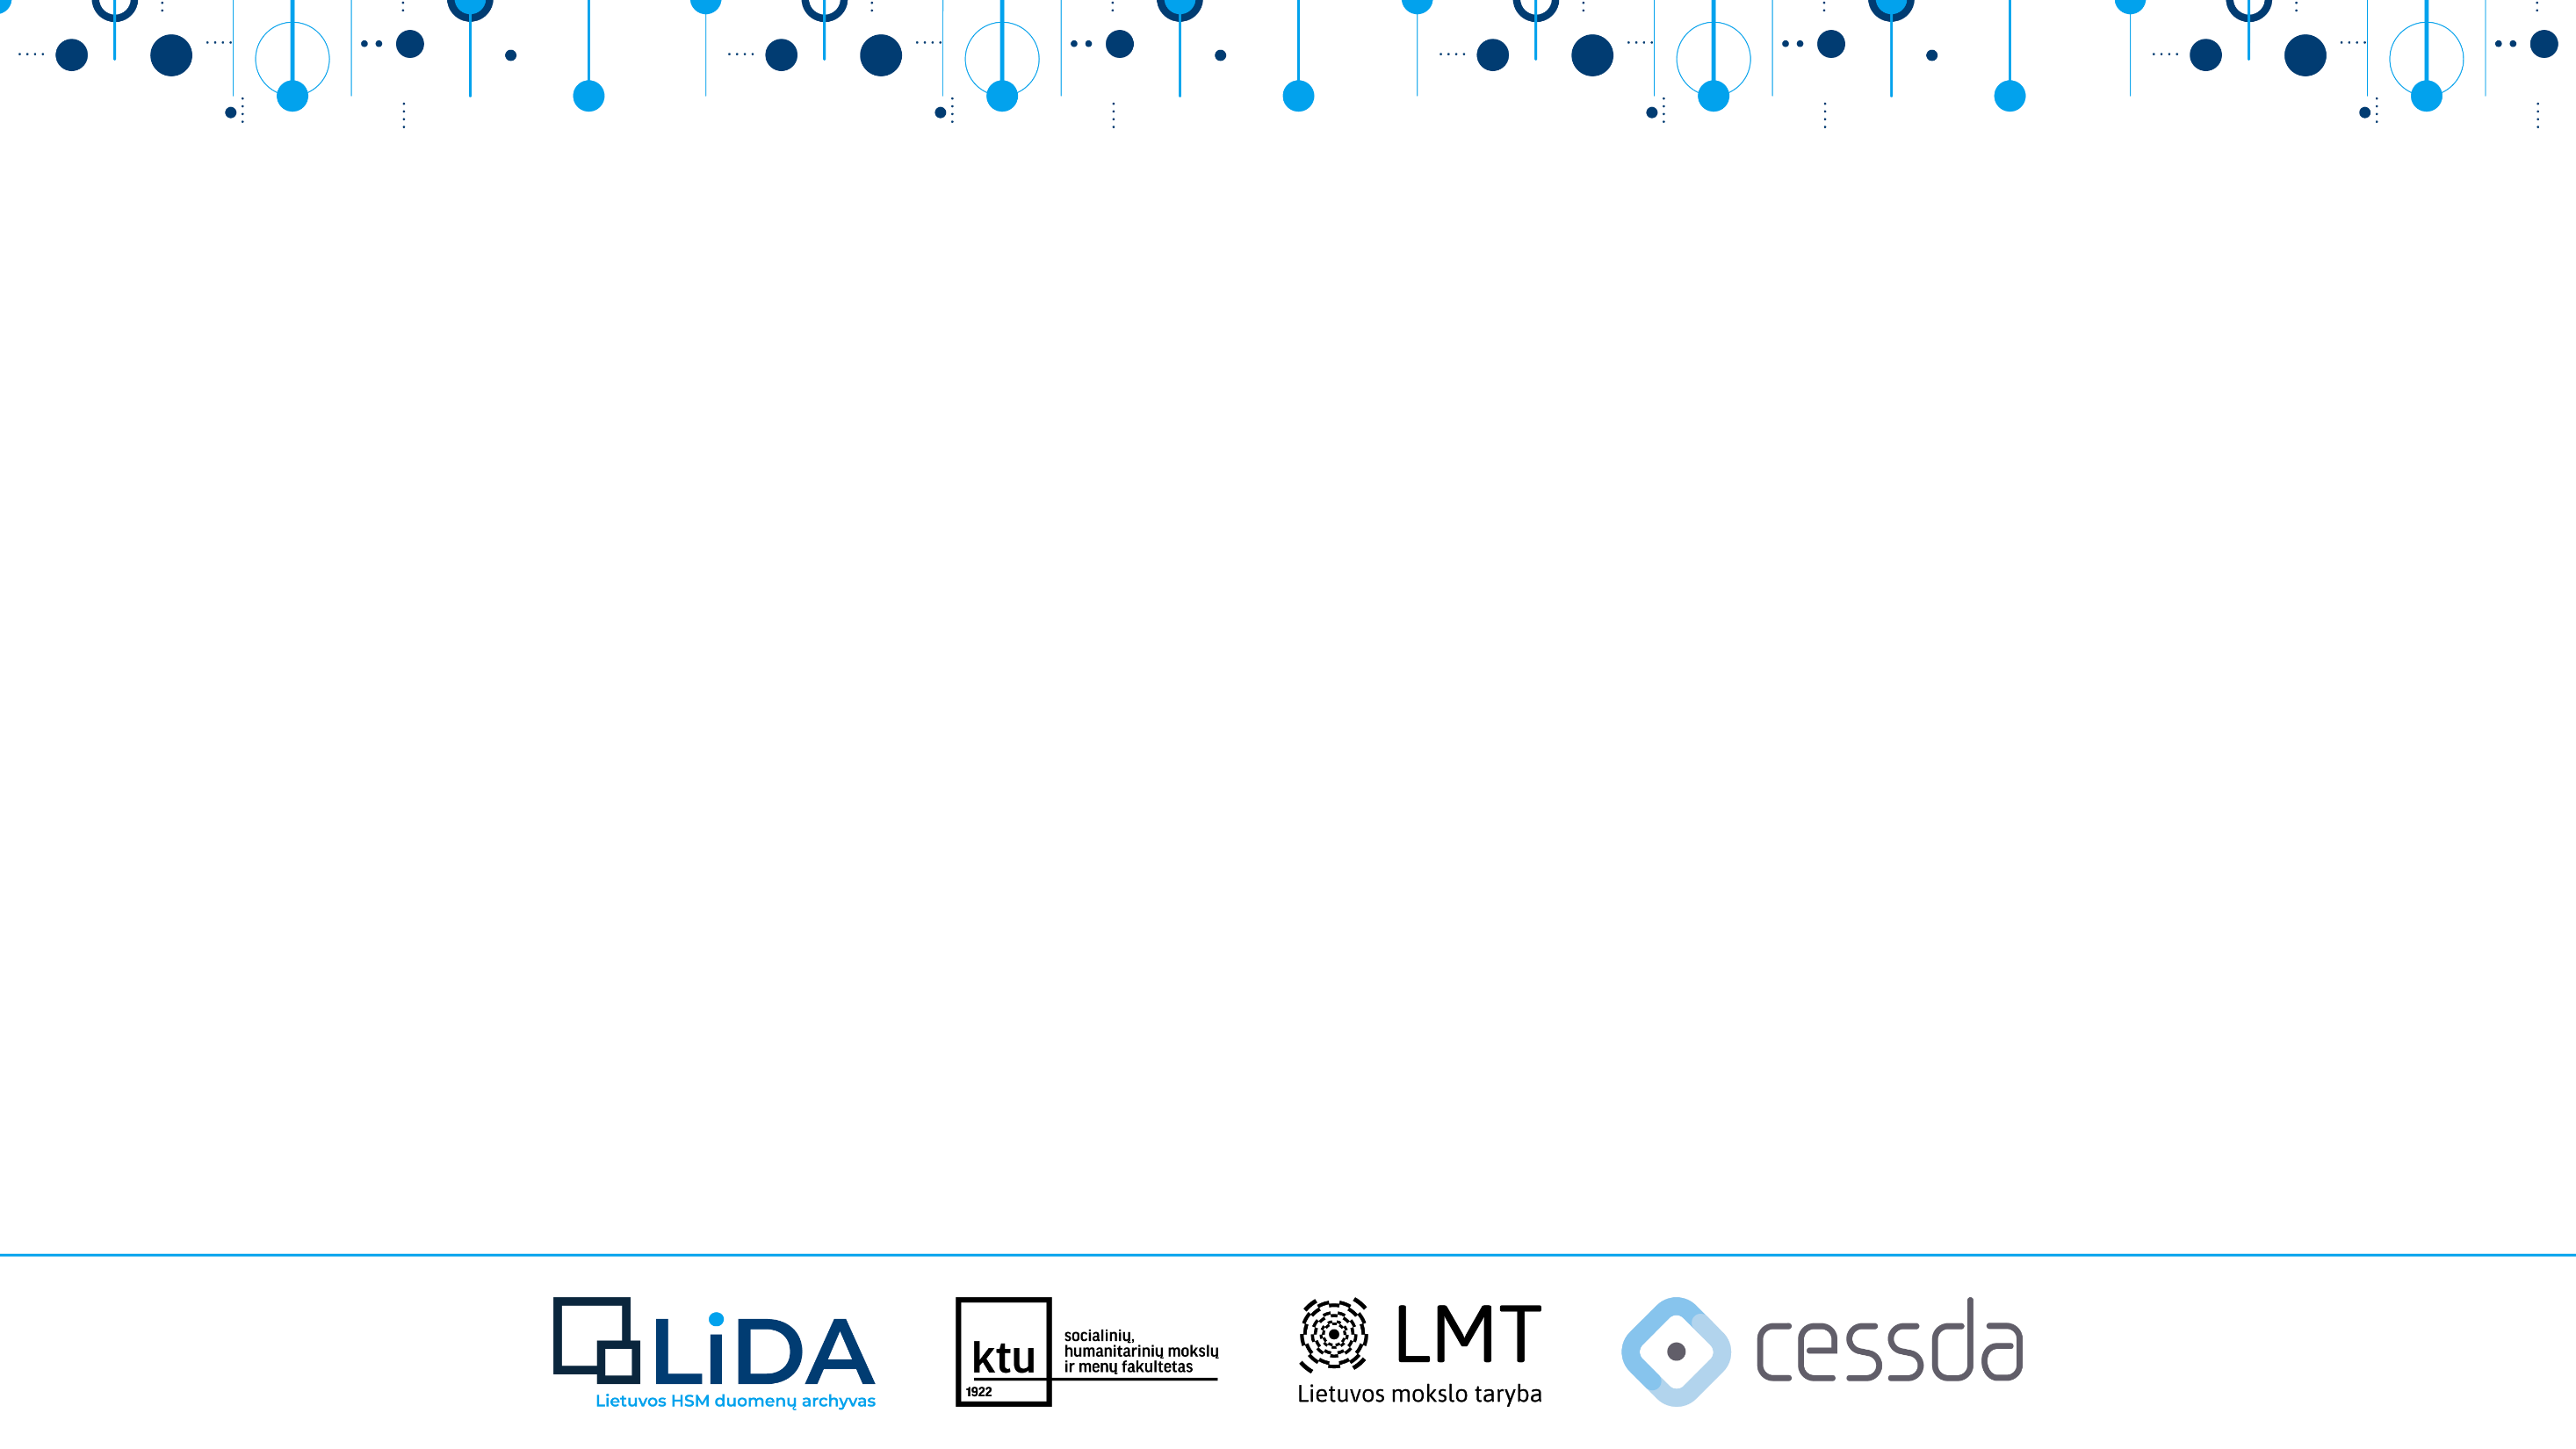 LiDA
Lietuvos HSM duomenų archyvas
ktu
1922
socialinių,
humanitarinių mokslų
ir menų fakultetas
LMT
Lietuvos mokslo taryba
cessda